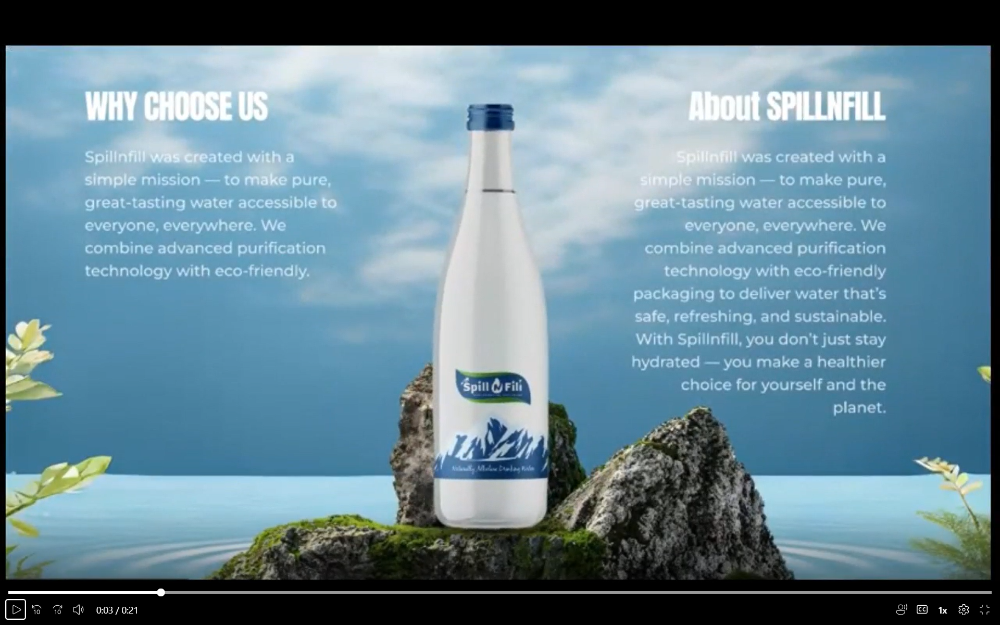 WHY CHOOSE US
Spillnfill was created with a
simple mission — to make pure,
great-tasting water accessible to
everyone, everywhere. We
combine advanced purification
technology with eco-friendly.
About SPILLNFILL
Spillnfill was created with a
simple mission — to make pure,
great-tasting water accessible to
everyone, everywhere. We
combine advanced purification
technology with eco-friendly
packaging to deliver water that's
safe, refreshing, and sustainable.
With Spillnfill, you don't just stay
hydrated — you make a healthier
choice for yourself and the
planet.
Spill N Fill
Naturally Alkaline Drinking Water
10
10
0:03 / 0:21
CC
1x